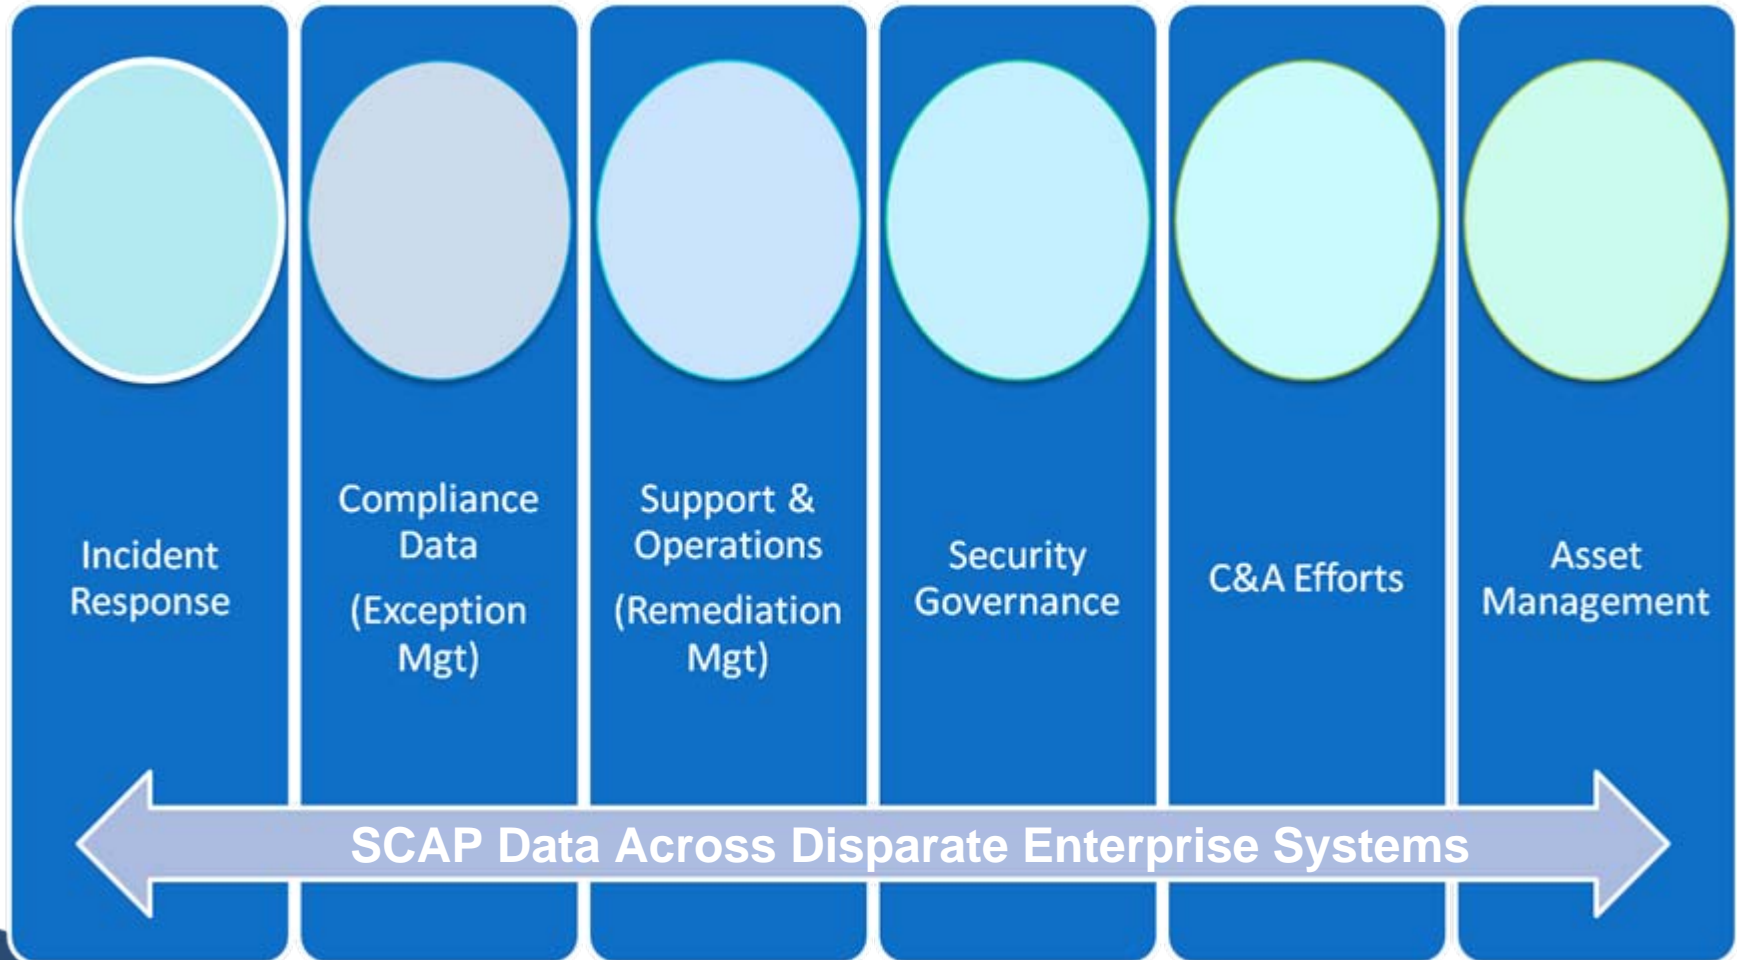 Incident
Response
Compliance
Data
(Exception
Mgt)
Support &
Operations
(Remediation
Mgt)
Security
Governance
C&A Efforts
Asset
Management
SCAP Data Across Disparate Enterprise Systems